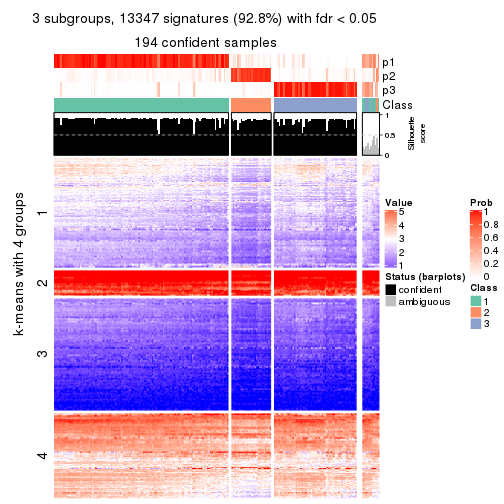 3 subgroups, 13347 signatures (92.8%) with fdr < 0.05
194 confident samples
p1
p2
p3
Class
1
0.5
0
Silhouette
score
k-means with 4 groups
1
2
3
4
Value
5
4
3
2
1
Status (barplots)
confident
ambiguous
Prob
1
0.8
0.6
0.4
0.2
0
Class
1
2
3